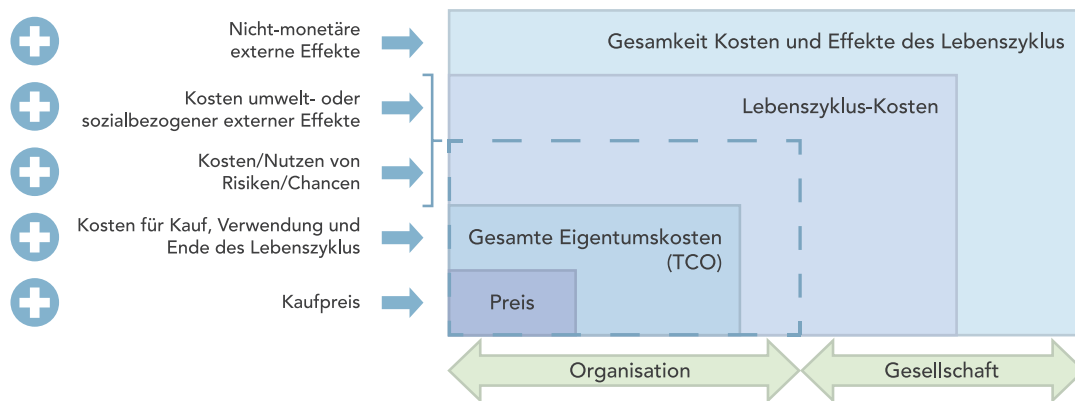 Nicht-monetäre
externe Effekte
Gesamkeit Kosten und Effekte des Lebenszyklus
Kosten umwelt- oder
sozialbezogener externer Effekte
Lebenszyklus-Kosten
Kosten/Nutzen von
Risiken/Chancen
Kosten für Kauf, Verwendung und
Ende des Lebenszyklus
Gesamte Eigentumskosten
(TCO)
Kaufpreis
Preis
Organisation
Gesellschaft